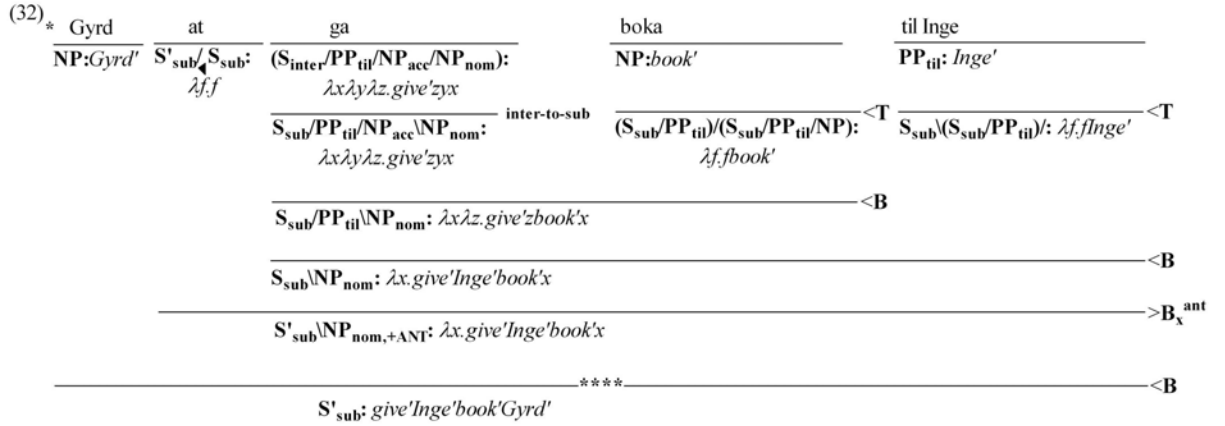 (32)
* Gyrd at ga boka til Inge
NP:Gyrd' S'sub/◂Ssub: (Sinter/PPtil/NPacc/NPnom): NP:book' PPtil: Inge'
λf.f λxλyλz.give'zyx
inter-to-sub <T <T
Ssub/PPtil/NPacc\NPnom: (Ssub/PPtil)/(Ssub/PPtil/NP): Ssub\(Ssub/PPtil)/: λf.fInge'
λxλyλz.give'zyx λf.fbook'
<B
Ssub/PPtil\NPnom: λxλz.give'zbook'x
<B
Ssub\NPnom: λx.give'Inge'book'x
>Bx ant
S'sub\NPnom,+ANT: λx.give'Inge'book'x
**** <B
S'sub: give'Inge'book'Gyrd'